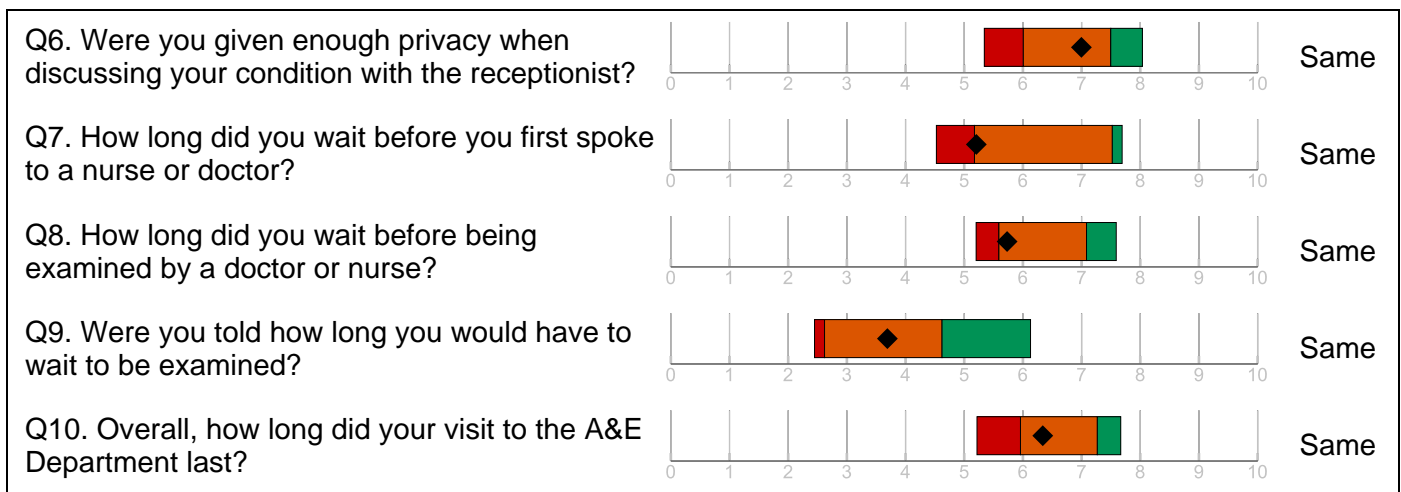 Q6. Were you given enough privacy when
discussing your condition with the receptionist?
0 1 2 3 4 5 6 7 8 9 10
Same
Q7. How long did you wait before you first spoke
to a nurse or doctor?
0 1 2 3 4 5 6 7 8 9 10
Same
Q8. How long did you wait before being
examined by a doctor or nurse?
0 1 2 3 4 5 6 7 8 9 10
Same
Q9. Were you told how long you would have to
wait to be examined?
0 1 2 3 4 5 6 7 8 9 10
Same
Q10. Overall, how long did your visit to the A&E
Department last?
0 1 2 3 4 5 6 7 8 9 10
Same